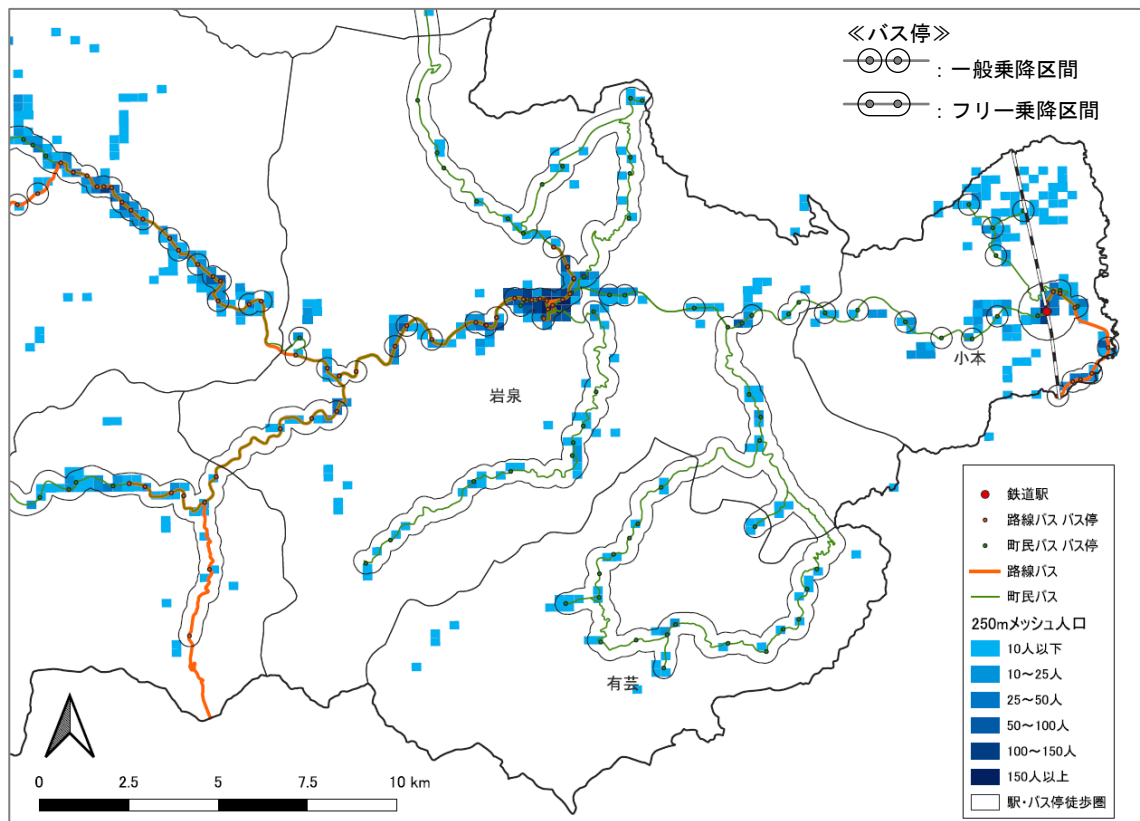 ≪バス停≫
：一般乗降区間
：フリー乗降区間
小本
岩泉
有芸
鉄道駅
路線バス バス停
町民バス バス停
路線バス
町民バス
250mメッシュ人口
10人以下
10～25人
25～50人
50～100人
100～150人
150人以上
駅・バス停徒歩圏
0 2.5 5 7.5 10 km